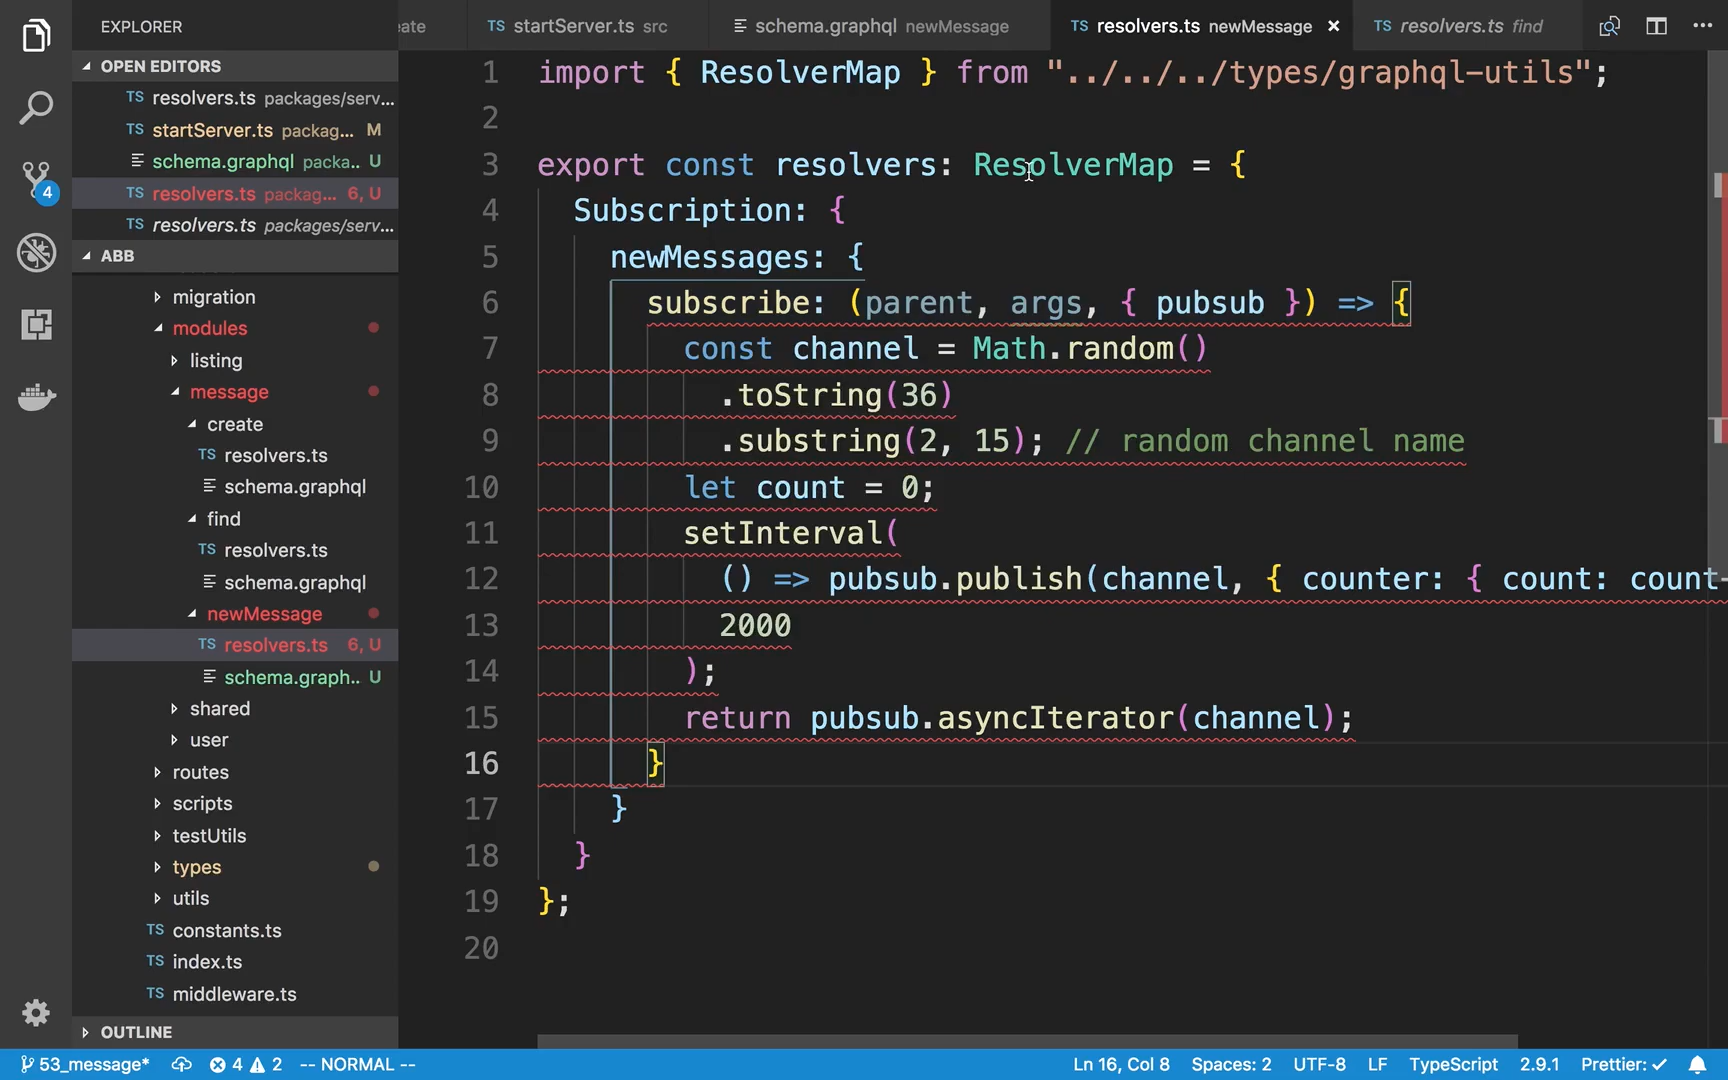 EXPLORER
eate
TS startServer.ts src
schema.graphql newMessage
TS resolvers.ts newMessage ×
TS resolvers.ts find
OPEN EDITORS
TS resolvers.ts packages/serv...
TS startServer.ts packag... M
schema.graphql packa.. U
TS resolvers.ts packag... 6, U
TS resolvers.ts packages/serv...
ABB
migration
modules
listing
message
create
TS resolvers.ts
schema.graphql
find
TS resolvers.ts
schema.graphql
newMessage
TS resolvers.ts 6, U
schema.graph.. U
shared
user
routes
scripts
testUtils
types
utils
TS constants.ts
TS index.ts
TS middleware.ts
OUTLINE
4
1 import { ResolverMap } from "../../../types/graphql-utils";
2
3 export const resolvers: ResolverMap = {
4 Subscription: {
5 newMessages: {
6 subscribe: (parent, args, { pubsub }) => {
7 const channel = Math.random()
8 .toString(36)
9 .substring(2, 15); // random channel name
10 let count = 0;
11 setInterval(
12 () => pubsub.publish(channel, { counter: { count: count
13 2000
14 );
15 return pubsub.asyncIterator(channel);
16 }
17 }
18 }
19 };
20
53_message* 4 2 -- NORMAL -- Ln 16, Col 8 Spaces: 2 UTF-8 LF TypeScript 2.9.1 Prettier: ✓